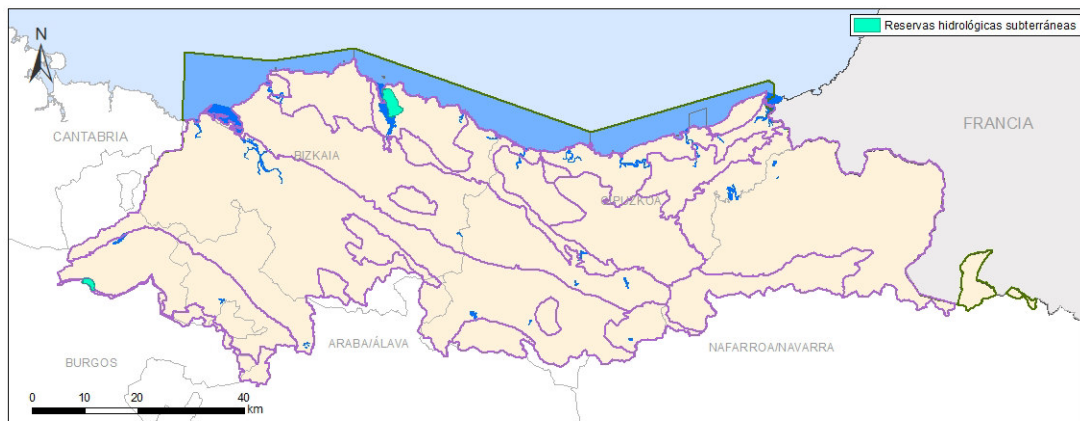 Reservas hidrológicas subterráneas
N
CANTABRIA
FRANCIA
BIZKAIA
GIPUZKOA
BURGOS
ARABA/ÁLAVA
NAFARROA/NAVARRA
0 10 20 40
km